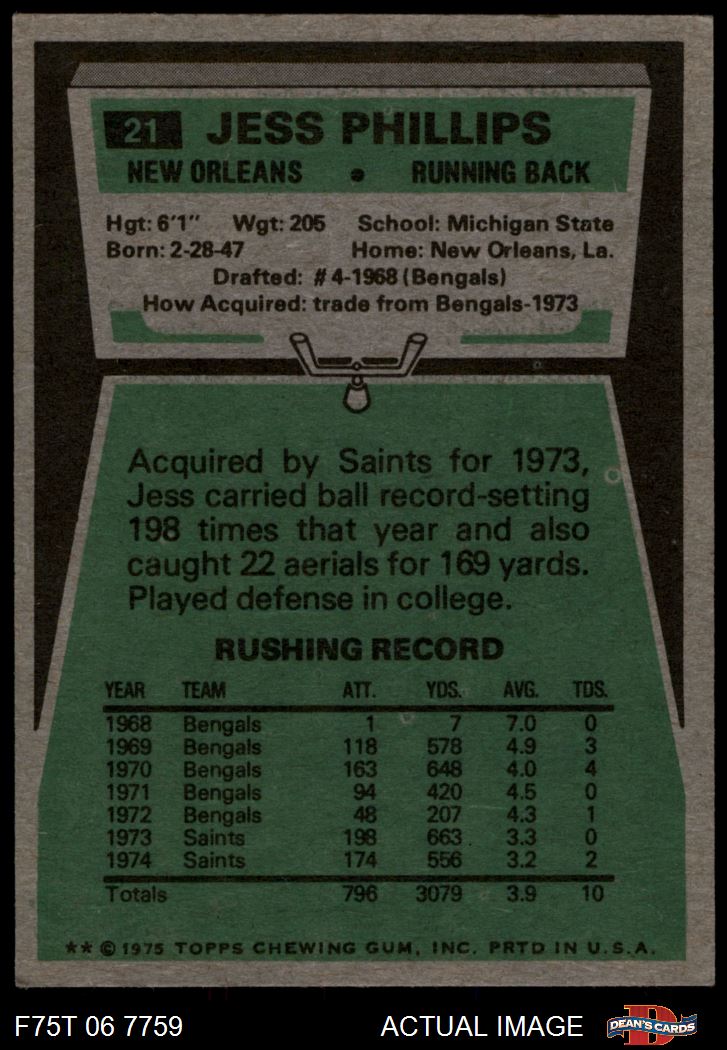 21 JESS PHILLIPS
NEW ORLEANS • RUNNING BACK
Hgt: 6'1" Wgt: 205 School: Michigan State
Born: 2-28-47 Home: New Orleans, La.
Drafted: #4-1968 (Bengals)
How Acquired: trade from Bengals-1973
Acquired by Saints for 1973,
Jess carried ball record-setting
198 times that year and also
caught 22 aerials for 169 yards.
Played defense in college.
RUSHING RECORD
YEAR TEAM ATT. YDS. AVG. TDS.
1968 Bengals 1 7 7.0 0
1969 Bengals 118 578 4.9 3
1970 Bengals 163 648 4.0 4
1971 Bengals 94 420 4.5 0
1972 Bengals 48 207 4.3 1
1973 Saints 198 663 3.3 0
1974 Saints 174 556 3.2 2
Totals 796 3079 3.9 10
** © 1975 TOPPS CHEWING GUM, INC. PRTD IN U.S.A.
F75T 06 7759 ACTUAL IMAGE DEAN'S CARDS